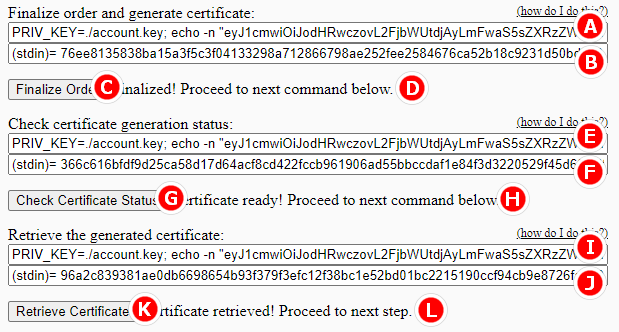 Finalize order and generate certificate: (how do I do this?)
PRIV_KEY=./account.key; echo -n "eyJ1cmwiOiJodHRwczovL2FjbWUtdjAyLmFwaS5sZXRzZW A
(stdin)= 76ee8135838ba15a3f5c3f04133298a712866798ae252fee2584676ca52b18c9231d50bd B
Finalize Order C Finalized! Proceed to next command below. D
Check certificate generation status: (how do I do this?)
PRIV_KEY=./account.key; echo -n "eyJ1cmwiOiJodHRwczovL2FjbWUtdjAyLmFwaS5sZXRzZW E
(stdin)= 366c616bfdf9d25ca58d17d64acf8cd422fccb961906ad55bbccdaf1e84f3d3220529f45d6 F
Check Certificate Status G Certificate ready! Proceed to next command below. H
Retrieve the generated certificate: (how do I do this?)
PRIV_KEY=./account.key; echo -n "eyJ1cmwiOiJodHRwczovL2FjbWUtdjAyLmFwaS5sZXRzZW I
(stdin)= 96a2c839381ae0db6698654b93f379f3efc12f38bc1e52bd01bc2215190ccf94cb9e8726f J
Retrieve Certificate K Certificate retrieved! Proceed to next step. L